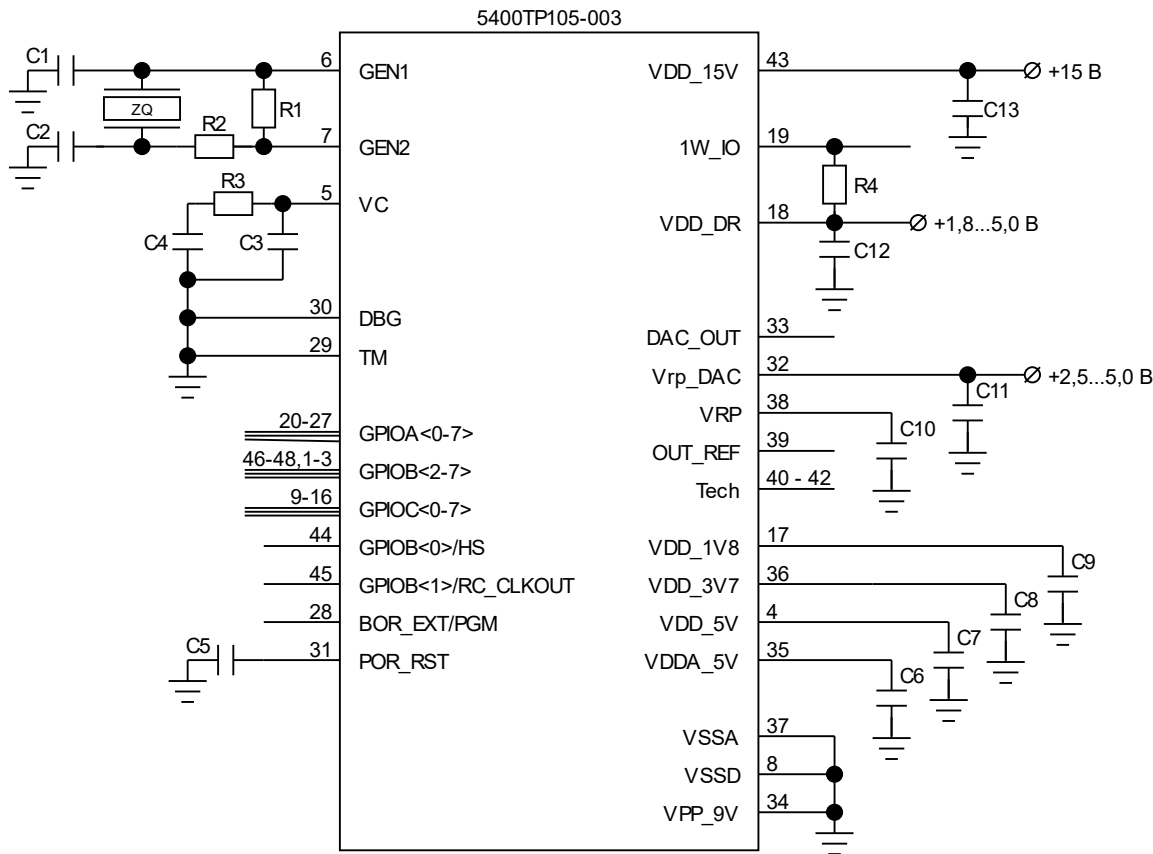 5400TP105-003
C1
6
GEN1
VDD_15V
43
+15 В
ZQ
R1
C13
C2
R2
7
GEN2
1W_IO
19
R3
5
VC
R4
C4
C3
VDD_DR
18
+1,8...5,0 В
C12
30
DBG
29
TM
DAC_OUT
33
Vrp_DAC
32
+2,5...5,0 В
C11
VRP
38
C10
20-27
GPIOA<0-7>
OUT_REF
39
46-48,1-3
GPIOB<2-7>
Tech
40 - 42
9-16
GPIOC<0-7>
44
GPIOB<0>/HS
VDD_1V8
17
C9
45
GPIOB<1>/RC_CLKOUT
VDD_3V7
36
C8
28
BOR_EXT/PGM
VDD_5V
4
C7
C5
31
POR_RST
VDDA_5V
35
C6
VSSA
37
VSSD
8
VPP_9V
34